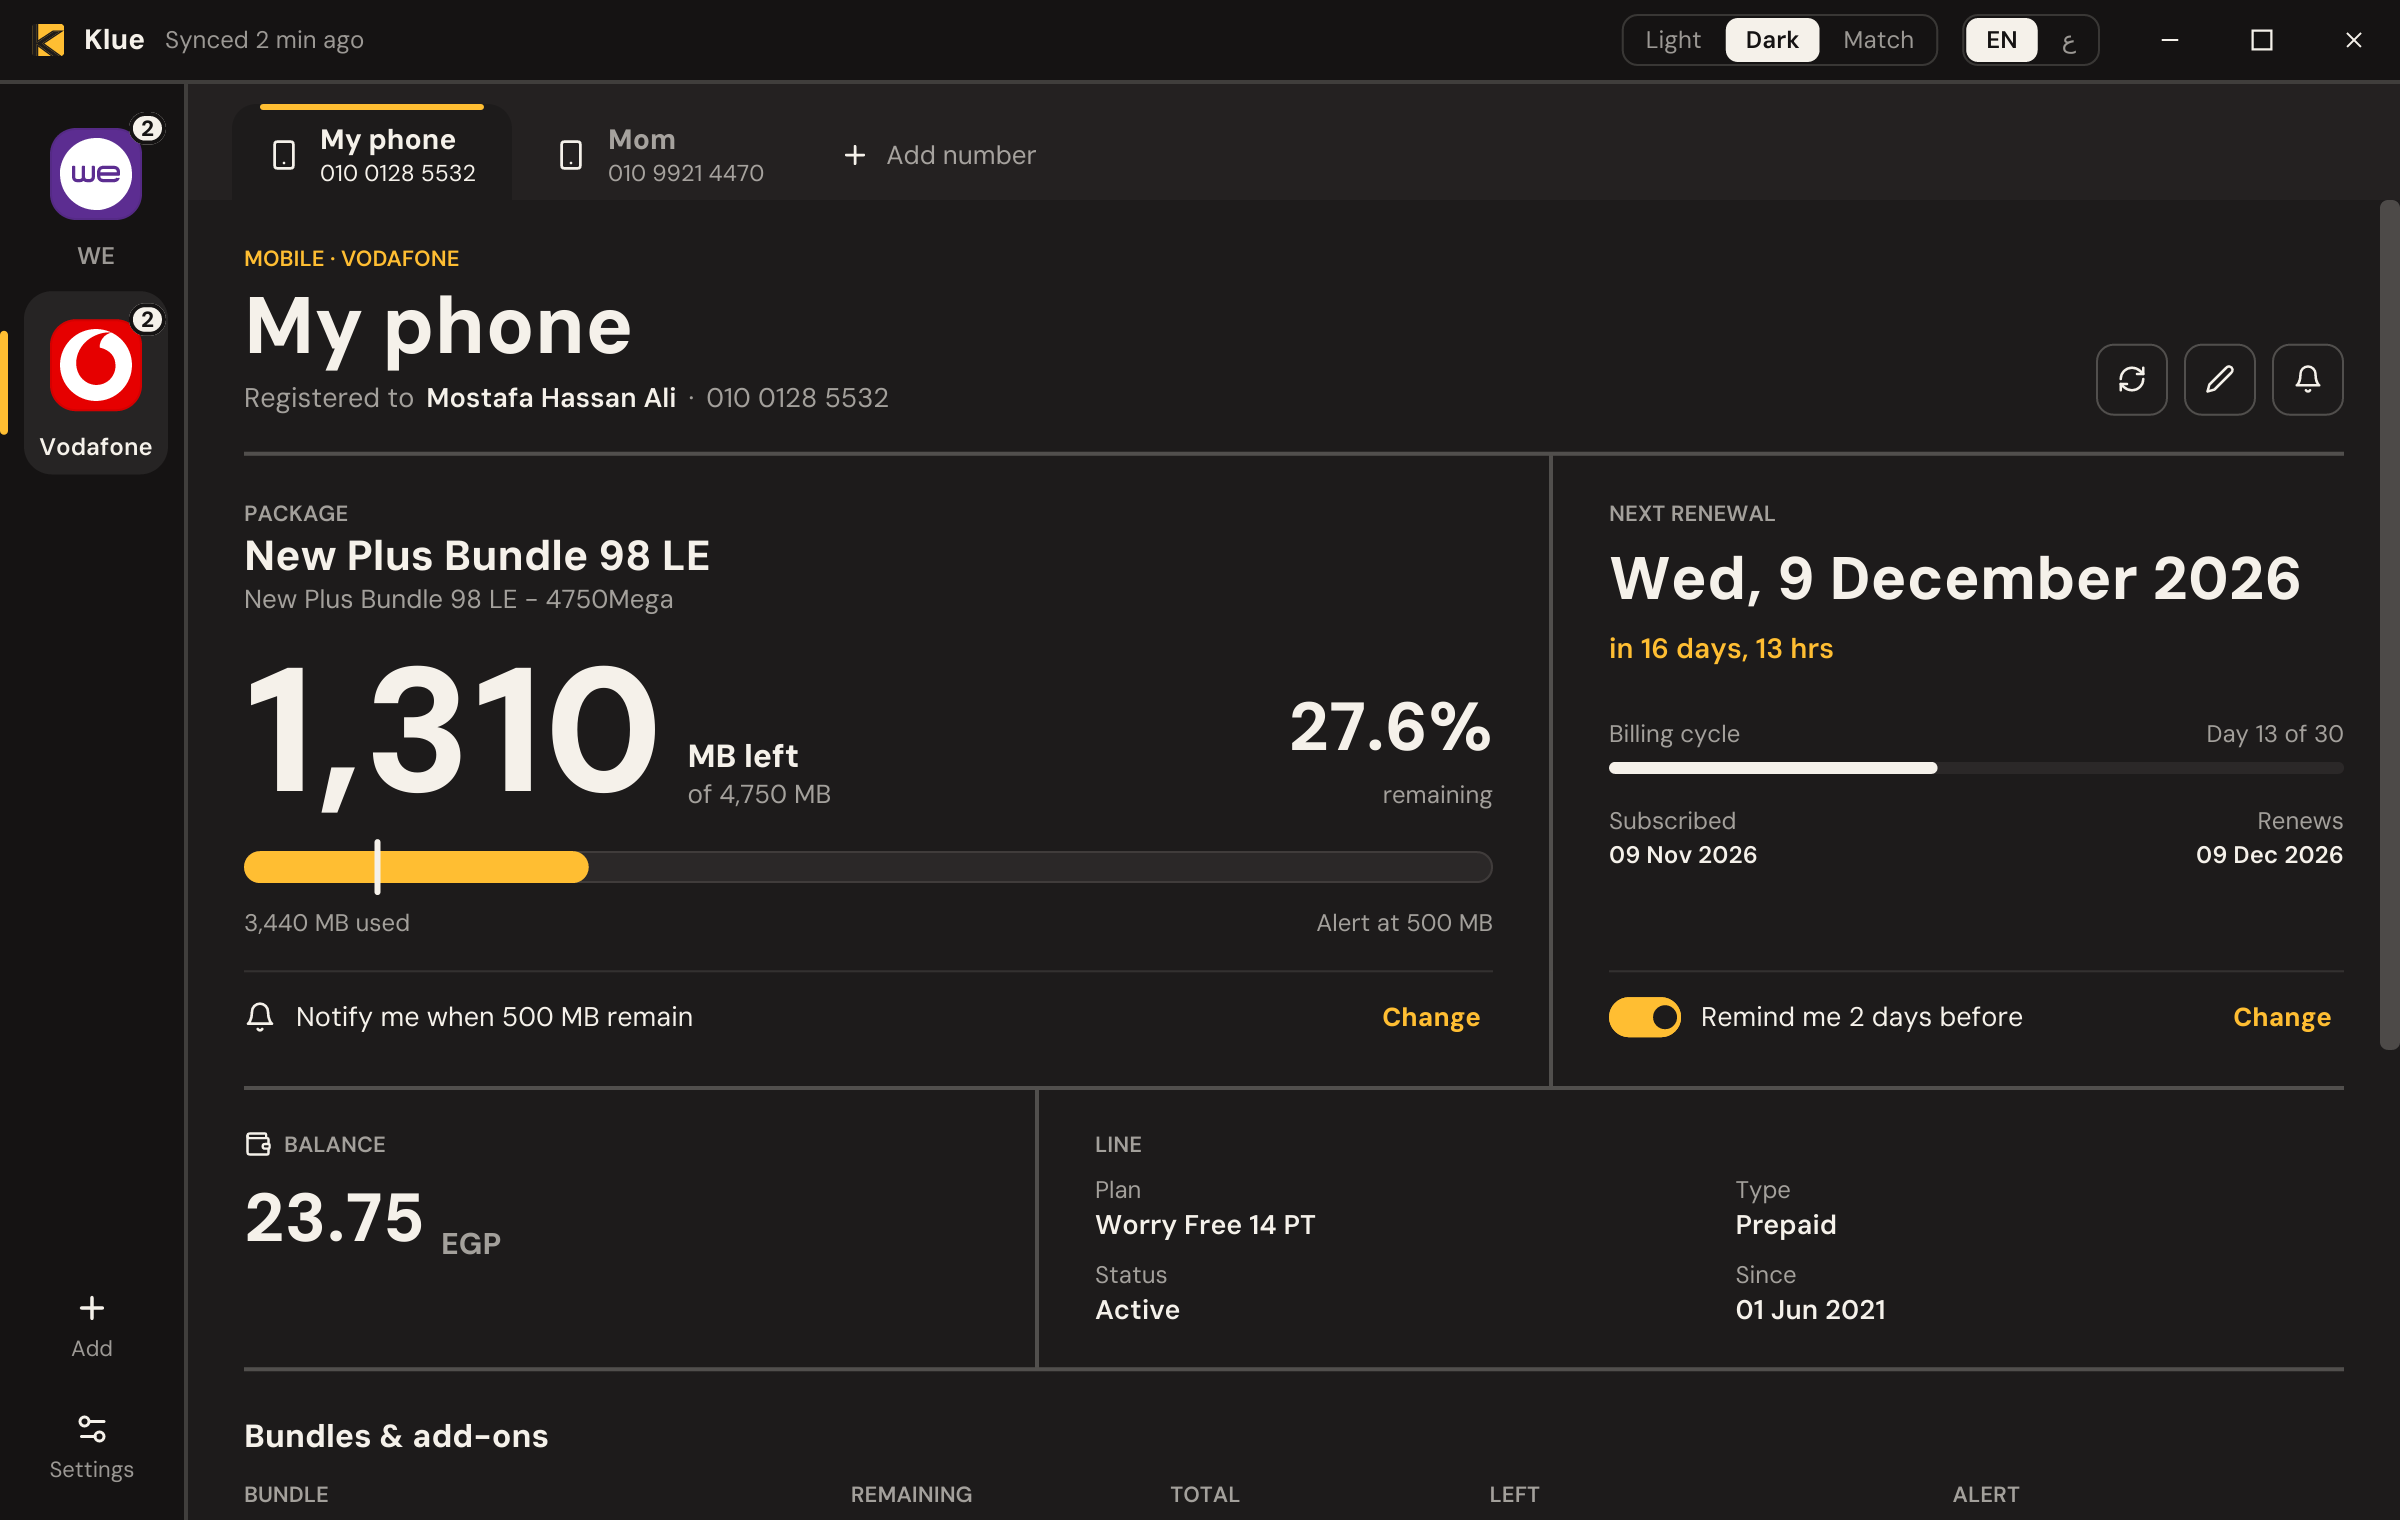 Klue Synced 2 min ago
Light Dark Match EN ع
2
we
WE
2
Vodafone
Add
Settings
My phone
010 0128 5532
Mom
010 9921 4470
Add number
MOBILE · VODAFONE
My phone
Registered to Mostafa Hassan Ali · 010 0128 5532
PACKAGE
New Plus Bundle 98 LE
New Plus Bundle 98 LE - 4750Mega
1,310 MB left
of 4,750 MB
27.6%
remaining
3,440 MB used
Alert at 500 MB
Notify me when 500 MB remain
Change
NEXT RENEWAL
Wed, 9 December 2026
in 16 days, 13 hrs
Billing cycle
Day 13 of 30
Subscribed
09 Nov 2026
Renews
09 Dec 2026
Remind me 2 days before
Change
BALANCE
23.75 EGP
LINE
Plan
Worry Free 14 PT
Type
Prepaid
Status
Active
Since
01 Jun 2021
Bundles & add-ons
BUNDLE REMAINING TOTAL LEFT ALERT